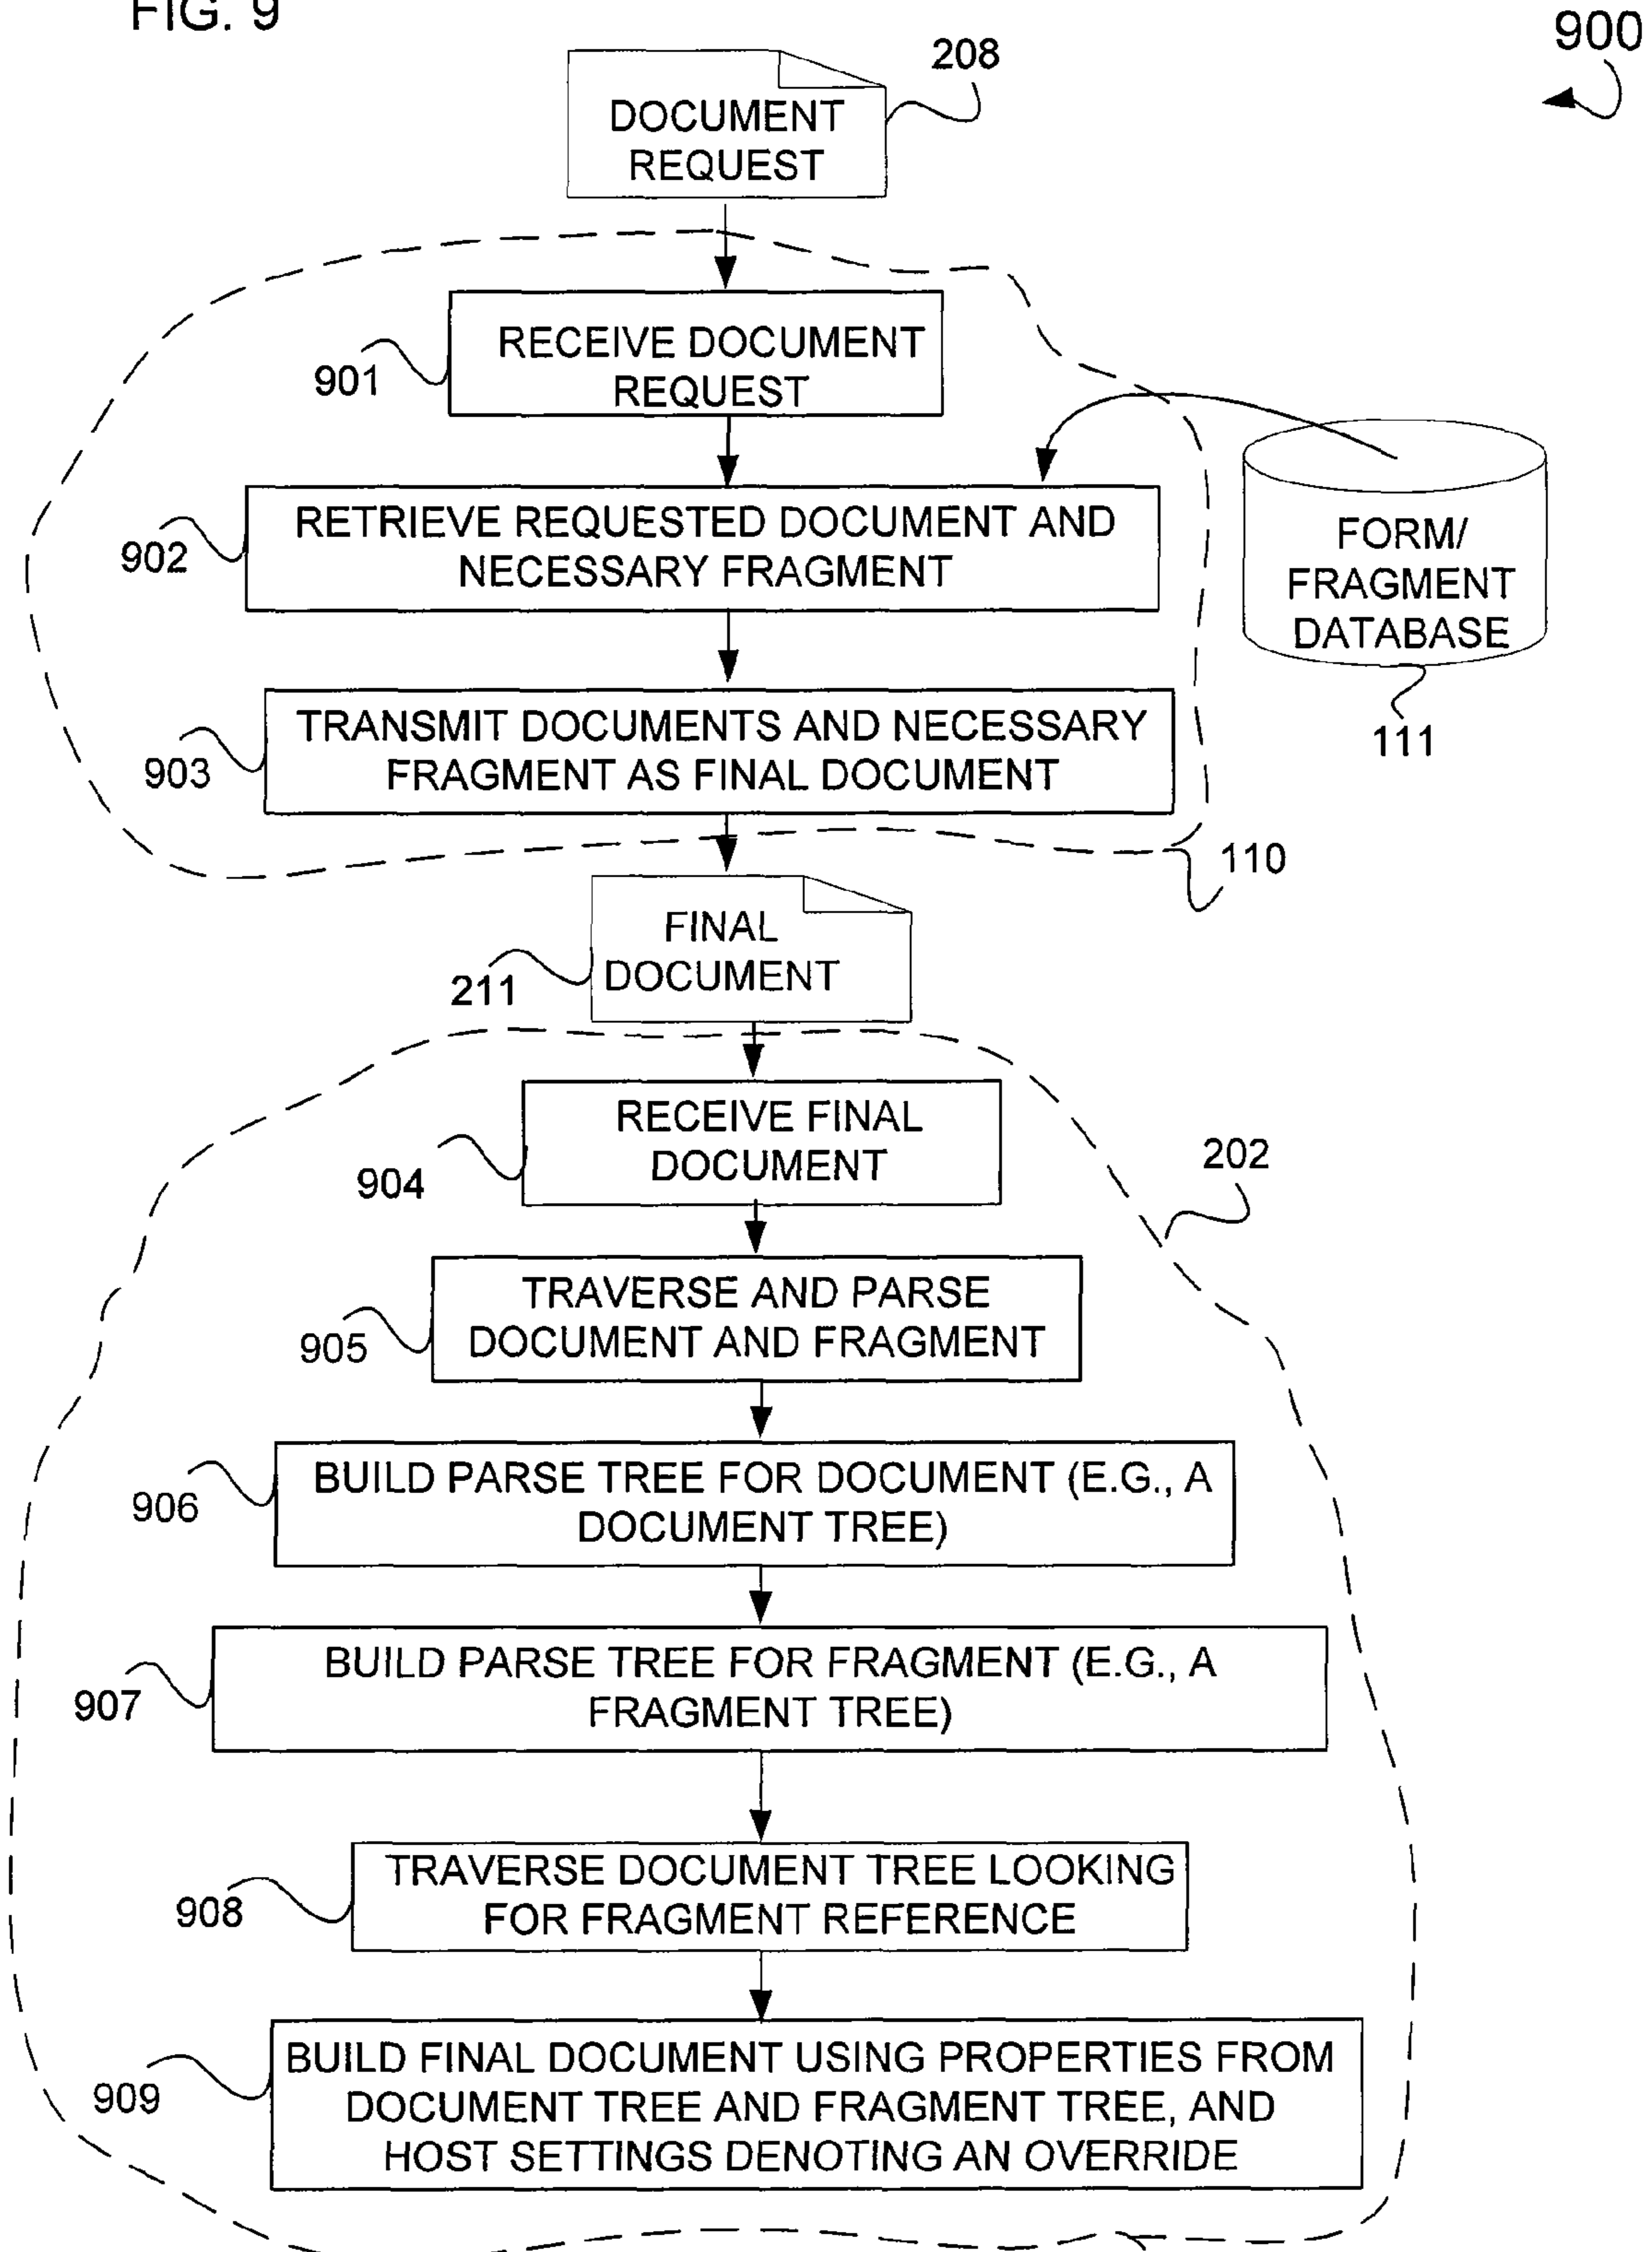 FIG. 9
900
208
DOCUMENT
REQUEST
RECEIVE DOCUMENT
REQUEST
901
RETRIEVE REQUESTED DOCUMENT AND
NECESSARY FRAGMENT
902
FORM/
FRAGMENT
DATABASE
111
TRANSMIT DOCUMENTS AND NECESSARY
FRAGMENT AS FINAL DOCUMENT
903
110
FINAL
DOCUMENT
211
RECEIVE FINAL
DOCUMENT
904
202
TRAVERSE AND PARSE
DOCUMENT AND FRAGMENT
905
BUILD PARSE TREE FOR DOCUMENT (E.G., A
DOCUMENT TREE)
906
BUILD PARSE TREE FOR FRAGMENT (E.G., A
FRAGMENT TREE)
907
TRAVERSE DOCUMENT TREE LOOKING
FOR FRAGMENT REFERENCE
908
BUILD FINAL DOCUMENT USING PROPERTIES FROM
DOCUMENT TREE AND FRAGMENT TREE, AND
HOST SETTINGS DENOTING AN OVERRIDE
909